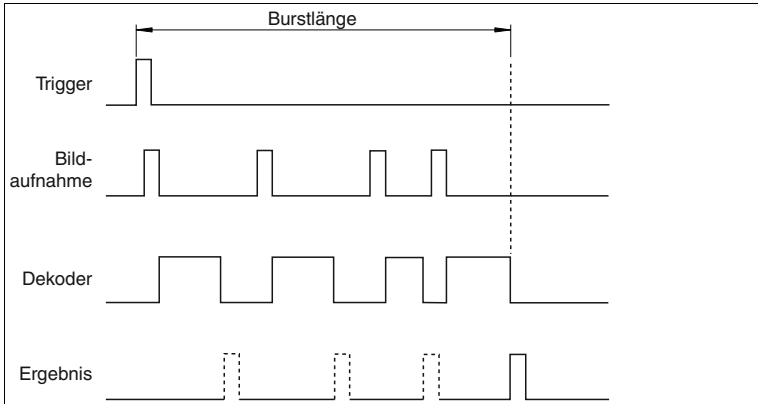 Burstlänge
Trigger
Bild-
aufnahme
Dekoder
Ergebnis